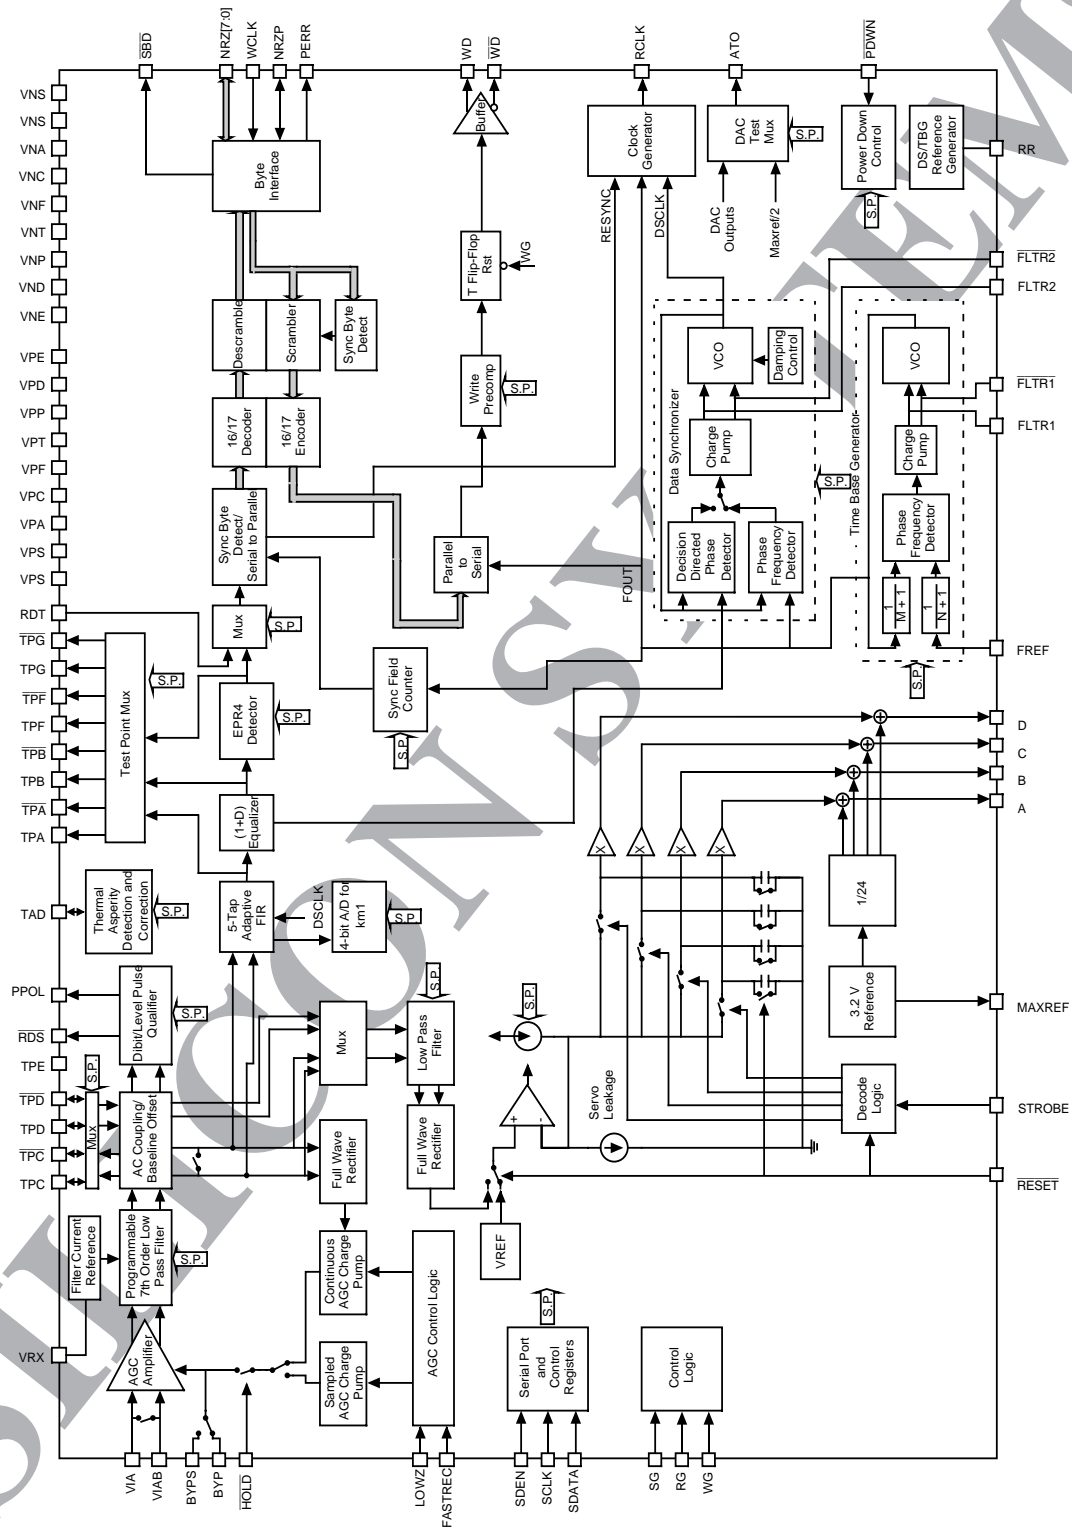 SILICON SYSTEMS
VNS
VNS
VNA
VNC
VNF
VNT
VNP
VND
VNE
VPE
VPD
VPP
VPT
VPF
VPC
VPA
VPS
VPS
RDT
TPG
TPG
TPF
TPF
TPB
TPB
TPA
TPA
TAD
PPOL
RDS
TPE
TPD
TPD
TPC
TPC
VRX
SBD
NRZ[7:0]
WCLK
NRZP
PERR
WD
WD
RCLK
ATO
PDWN
RR
FLTR2
FLTR2
FLTR1
FLTR1
FREF
D
C
B
A
MAXREF
STROBE
RESET
VIA
VIAB
BYPS
BYP
HOLD
LOWZ
FASTREC
SDEN
SCLK
SDATA
SG
RG
WG
Byte
Interface
Buffer
Clock
Generator
DAC
Test
Mux
S.P.
Power Down
Control
S.P.
DS/TBG
Reference
Generator
RESYNC
DSCLK
DAC
Outputs
Maxref/2
T Flip-Flop
Rst
WG
Descrambler
Scrambler
Sync Byte
Detect
16/17
Decoder
16/17
Encoder
Write
Precomp
S.P.
Data Synchronizer
VCO
Damping
Control
Charge
Pump
Decision
Directed
Phase
Detector
Phase
Frequency
Detector
S.P.
Time Base Generator
VCO
Charge
Pump
Phase
Frequency
Detector
1
M + 1
1
N + 1
S.P.
Sync Byte
Detect/
Serial to Parallel
Parallel
to
Serial
FOUT
Mux
S.P
Test Point Mux
S.P.
EPR4
Detector
S.P.
Sync Field
Counter
S.P.
(1+D)
Equalizer
Thermal
Asperity
Detection and
Correction
S.P.
5-Tap
Adaptive
FIR
DSCLK
4-bit A/D for
km1
S.P.
X
X
X
X
+
+
+
+
1/24
3.2 V
Reference
Decode
Logic
Dibit/Level Pulse
Qualifier
S.P.
S.P.
Mux
AC Coupling/
Baseline Offset
Mux
S.P.
Low Pass
Filter
Full Wave
Rectifier
Full Wave
Rectifier
S.P.
+
-
Servo
Leakage
VREF
Filter Current
Reference
Programmable
7th Order Low
Pass Filter
S.P.
AGC
Amplifier
Continuous
AGC Charge
Pump
Sampled
AGC Charge
Pump
AGC Control Logic
Serial Port
and
Control
Registers
S.P.
Control
Logic